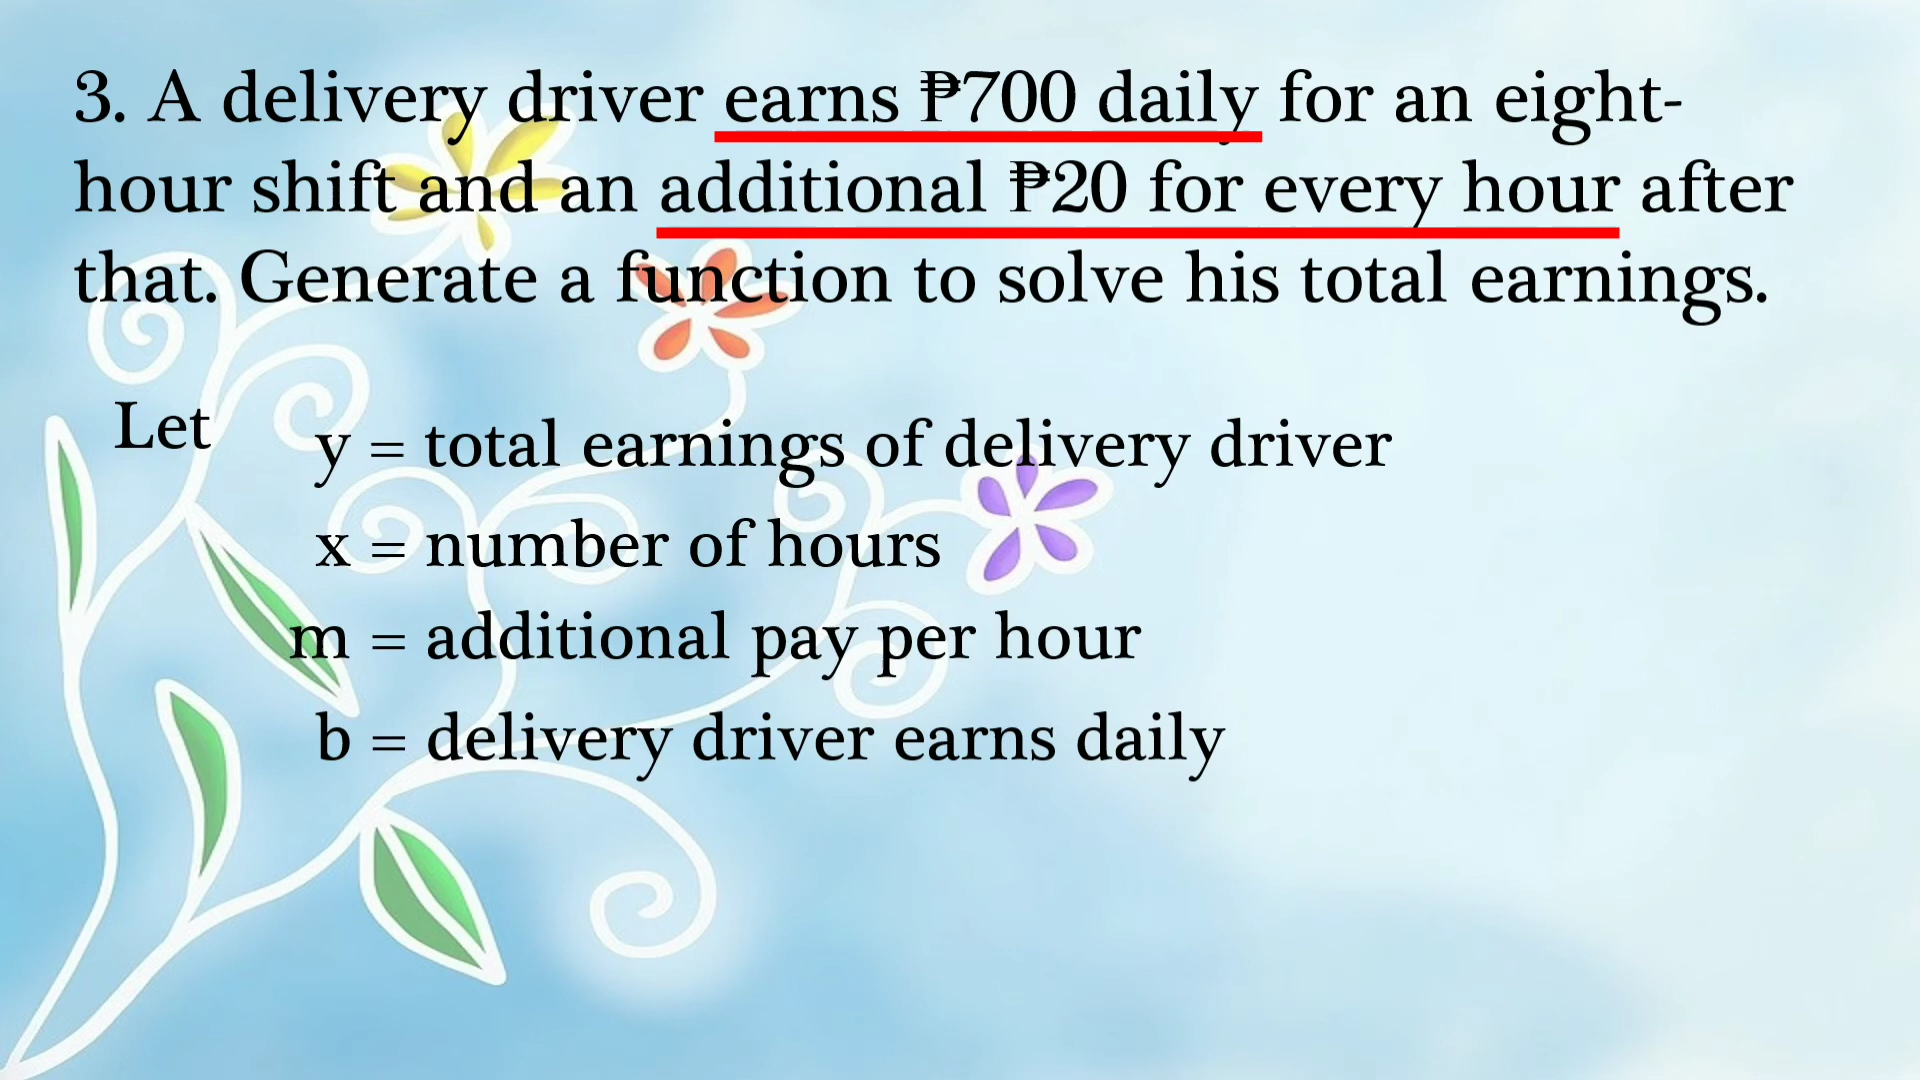 3. A delivery driver earns ₱700 daily for an eight-
hour shift and an additional ₱20 for every hour after
that. Generate a function to solve his total earnings.
Let
y = total earnings of delivery driver
x = number of hours
m = additional pay per hour
b = delivery driver earns daily